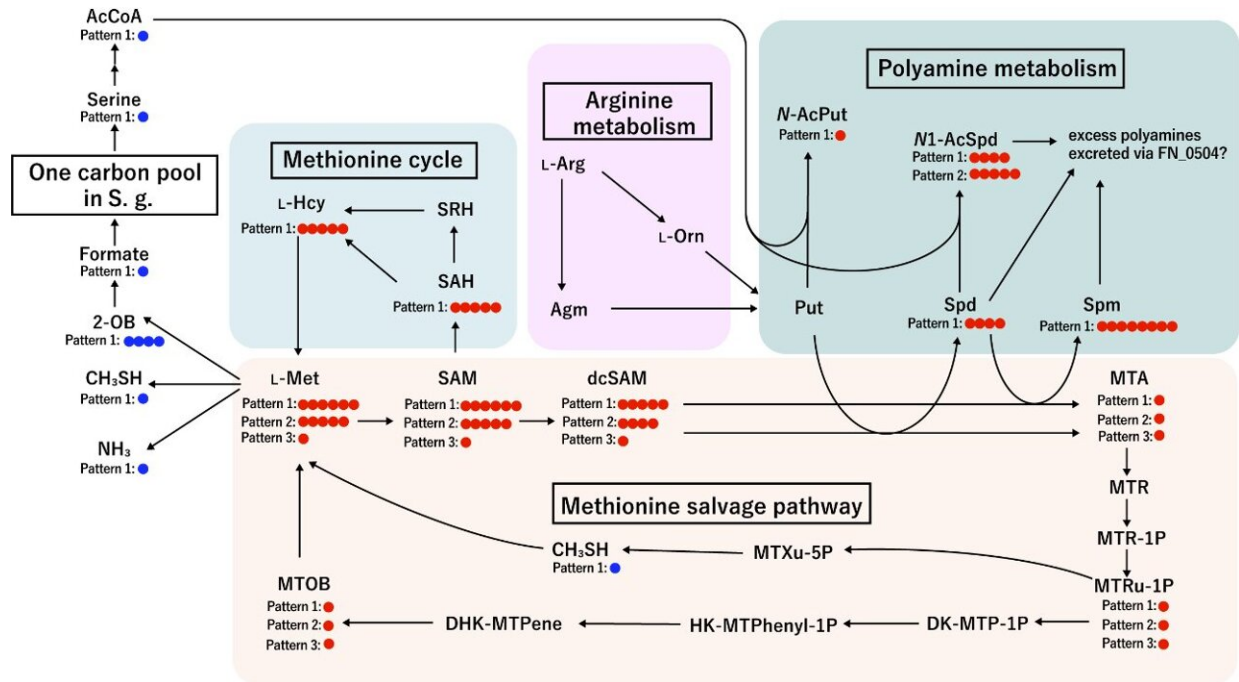 AcCoA
Pattern 1:
Serine
Pattern 1:
One carbon pool
in S. g.
Formate
Pattern 1:
2-OB
Pattern 1:
CH₃SH
Pattern 1:
NH₃
Pattern 1:
Methionine cycle
L-Hcy
Pattern 1:
SRH
SAH
Pattern 1:
Arginine
metabolism
L-Arg
L-Orn
Agm
Polyamine metabolism
N-AcPut
Pattern 1:
N1-AcSpd
Pattern 1:
Pattern 2:
excess polyamines
excreted via FN_0504?
Put
Spd
Pattern 1:
Spm
Pattern 1:
L-Met
Pattern 1:
Pattern 2:
Pattern 3:
SAM
Pattern 1:
Pattern 2:
Pattern 3:
dcSAM
Pattern 1:
Pattern 2:
Pattern 3:
MTA
Pattern 1:
Pattern 2:
Pattern 3:
MTR
MTR-1P
MTRu-1P
Pattern 1:
Pattern 2:
Pattern 3:
Methionine salvage pathway
CH₃SH
Pattern 1:
MTXu-5P
MTOB
Pattern 1:
Pattern 2:
Pattern 3:
DHK-MTPene
HK-MTPhenyl-1P
DK-MTP-1P